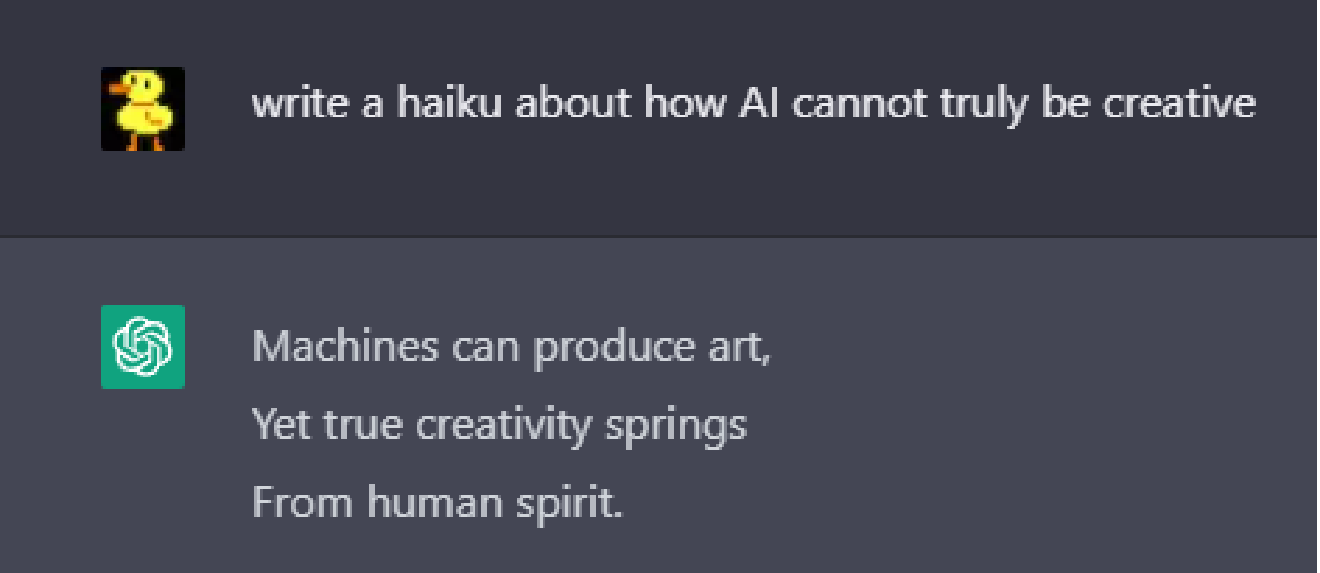 write a haiku about how AI cannot truly be creative
Machines can produce art,
Yet true creativity springs
From human spirit.